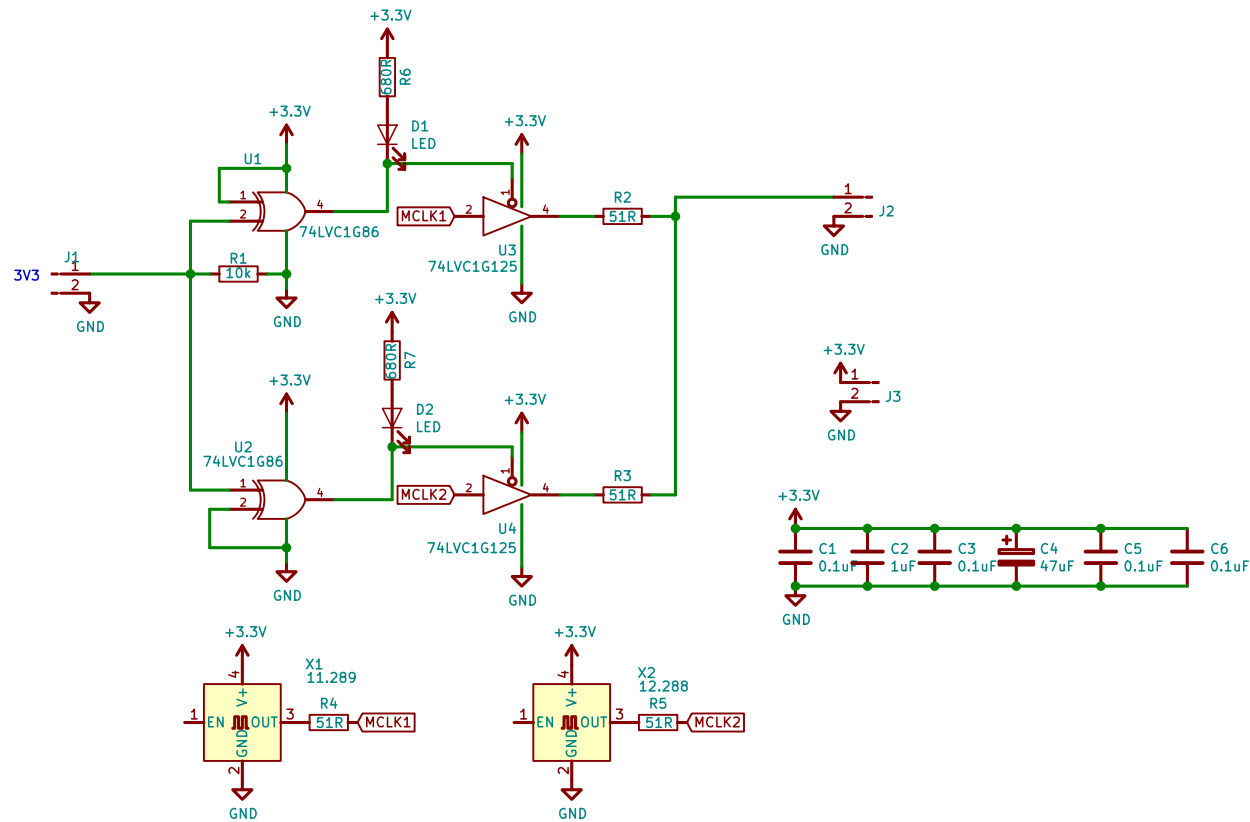 +3.3V
680R
R6
+3.3V
D1
LED
+3.3V
U1
1
2
4
74LVC1G86
1
MCLK1
2
4
R2
51R
U3
74LVC1G125
GND
1
2
J2
GND
J1
3V3
1
2
GND
R1
10k
GND
+3.3V
680R
R7
+3.3V
1
2
J3
GND
+3.3V
D2
LED
+3.3V
U2
74LVC1G86
1
2
4
GND
1
MCLK2
2
4
R3
51R
U4
74LVC1G125
GND
+3.3V
C1
0.1uF
C2
1uF
C3
0.1uF
+
C4
47uF
C5
0.1uF
C6
0.1uF
GND
+3.3V
X1
11.289
4
V+
1
EN
OUT
3
GND
2
R4
51R
MCLK1
GND
+3.3V
X2
12.288
4
V+
1
EN
OUT
3
GND
2
R5
51R
MCLK2
GND